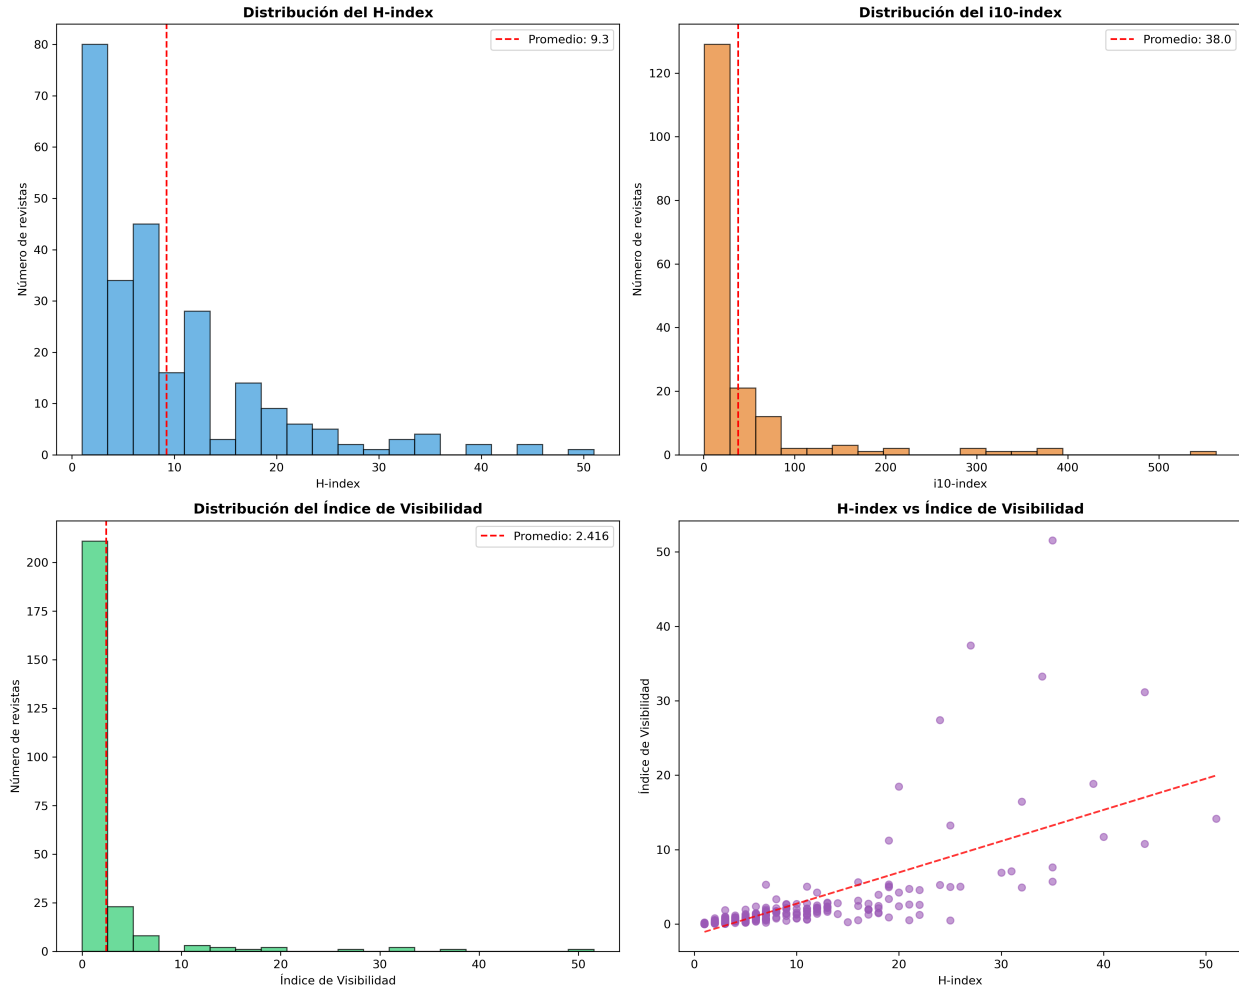 Distribución del H-index
Promedio: 9.3
80
70
60
50
40
30
20
10
0
Número de revistas
0 10 20 30 40 50
H-index
Distribución del i10-index
Promedio: 38.0
120
100
80
60
40
20
0
Número de revistas
0 100 200 300 400 500
i10-index
Distribución del Índice de Visibilidad
Promedio: 2.416
200
175
150
125
100
75
50
25
0
Número de revistas
0 10 20 30 40 50
Índice de Visibilidad
H-index vs Índice de Visibilidad
50
40
30
20
10
0
Índice de Visibilidad
0 10 20 30 40 50
H-index